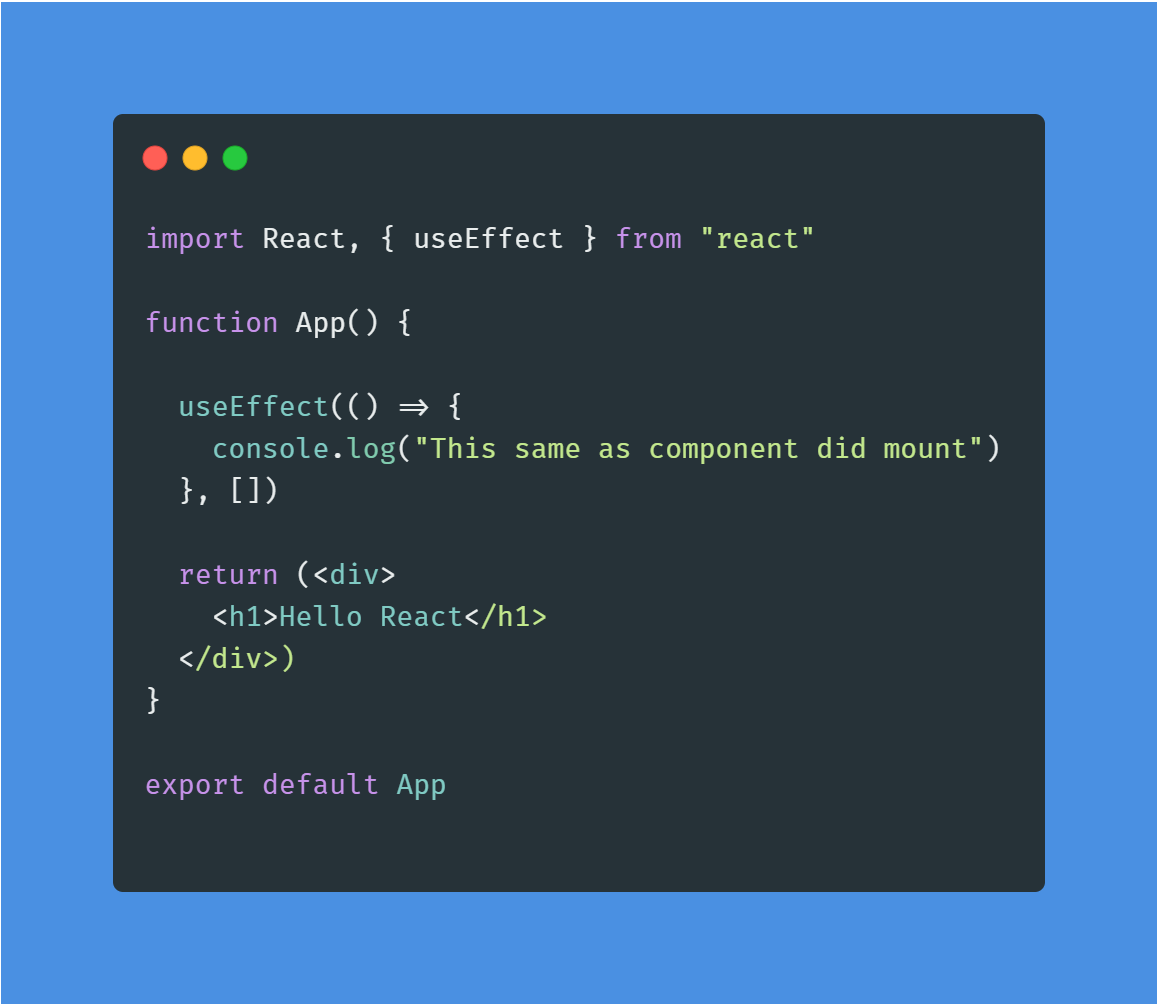 import React, { useEffect } from "react"
function App() {
useEffect(() => {
console.log("This same as component did mount")
}, [])
return (<div>
<h1>Hello React</h1>
</div>)
}
export default App